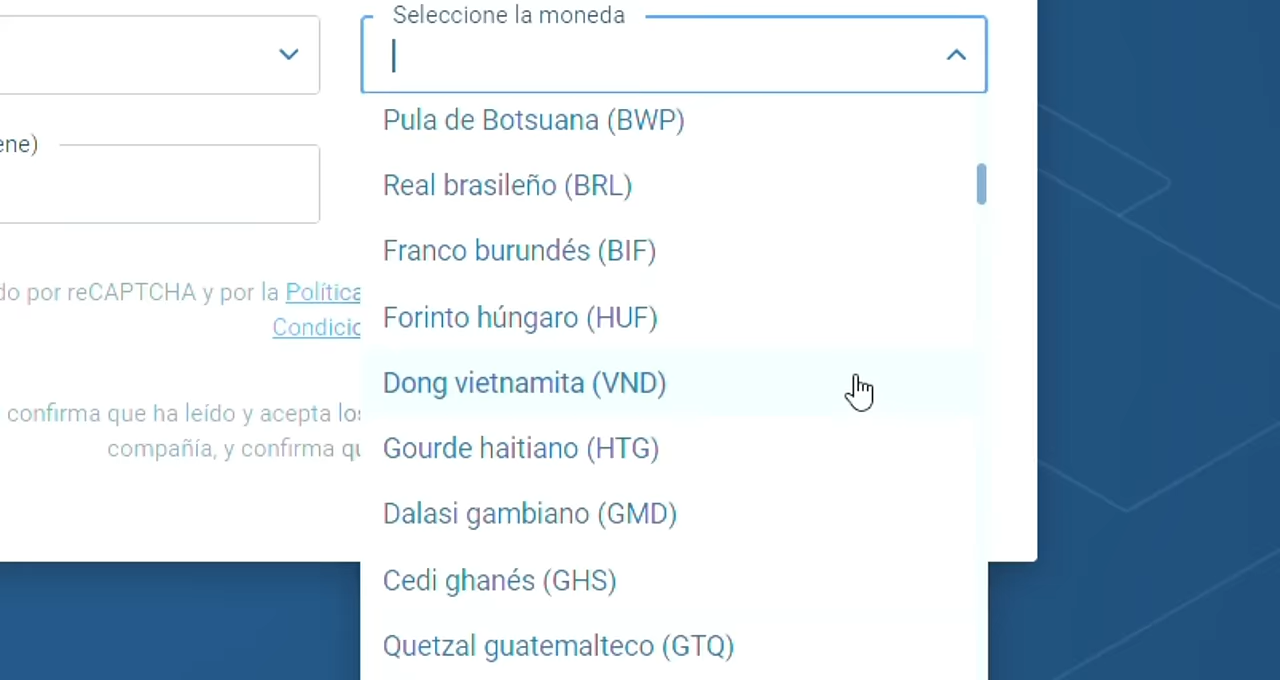 Seleccione la moneda
Pula de Botsuana (BWP)
ene)
Real brasileño (BRL)
Franco burundés (BIF)
do por reCAPTCHA y por la Política
Forinto húngaro (HUF)
Condicio
Dong vietnamita (VND)
confirma que ha leído y acepta los
Gourde haitiano (HTG)
compañía, y confirma qu
Dalasi gambiano (GMD)
Cedi ghanés (GHS)
Quetzal guatemalteco (GTQ)